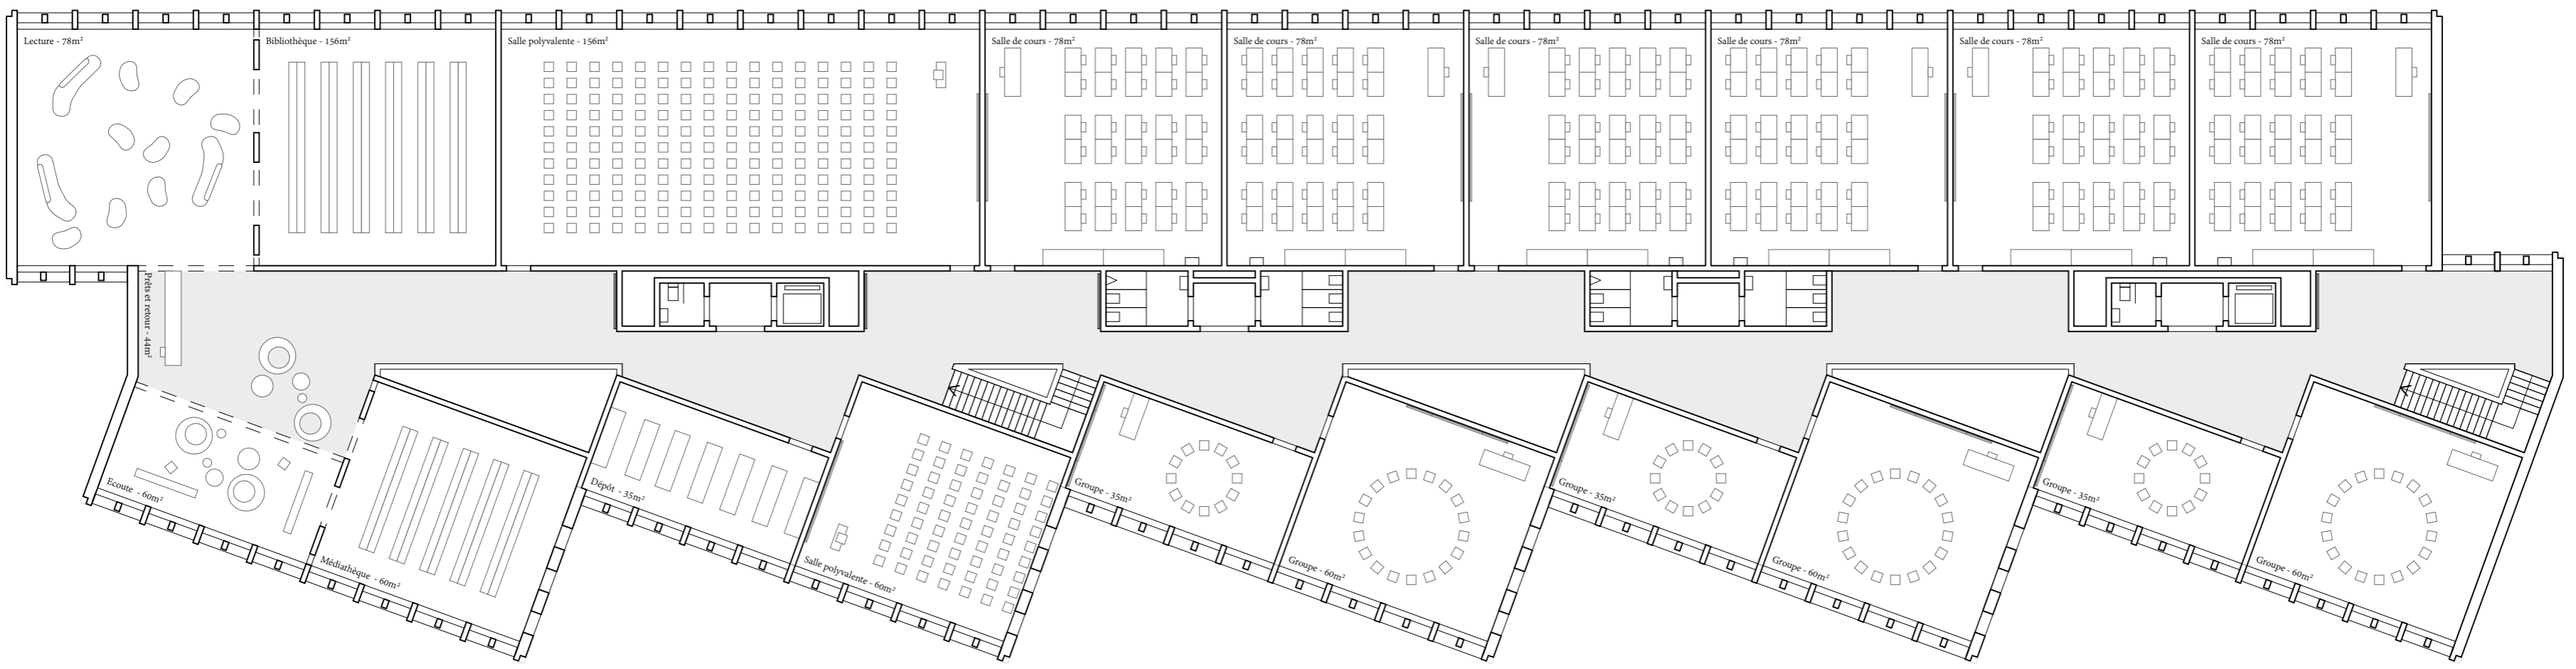 Lecture - 78m²
Bibliothèque - 156m²
Salle polyvalente - 156m²
Salle de cours - 78m²
Salle de cours - 78m²
Salle de cours - 78m²
Salle de cours - 78m²
Salle de cours - 78m²
Salle de cours - 78m²
Prêts et retour - 44m²
Ecoute - 60m²
Médiathèque - 60m²
Dépôt - 35m²
Salle polyvalente - 60m²
Groupe - 35m²
Groupe - 60m²
Groupe - 35m²
Groupe - 60m²
Groupe - 35m²
Groupe - 60m²